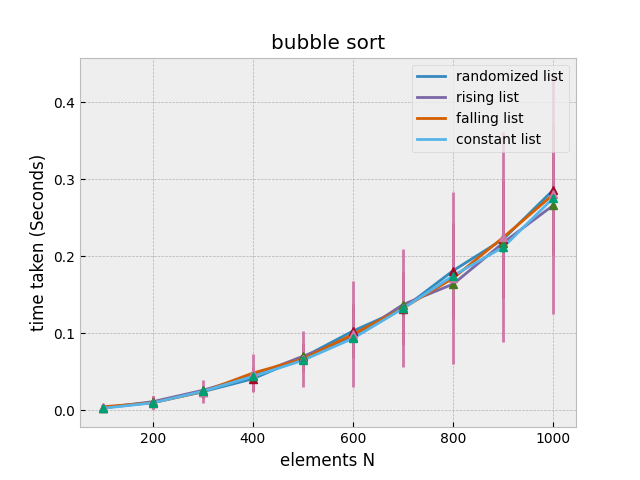 bubble sort
randomized list
rising list
falling list
constant list
time taken (Seconds)
0.4
0.3
0.2
0.1
0.0
200 400 600 800 1000
elements N